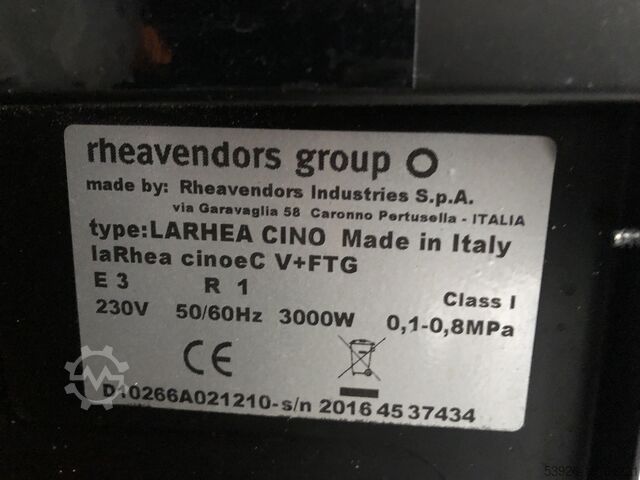 rheavendors group
made by: Rheavendors Industries S.p.A.
via Garavaglia 58 Caronno Pertusella - ITALIA
type:LARHEA CINO Made in Italy
laRhea cinoeC V+FTG
E 3 R 1 Class I
230V 50/60Hz 3000W 0,1-0,8MPa
CE
D10266A021210-s/n 2016 45 37434